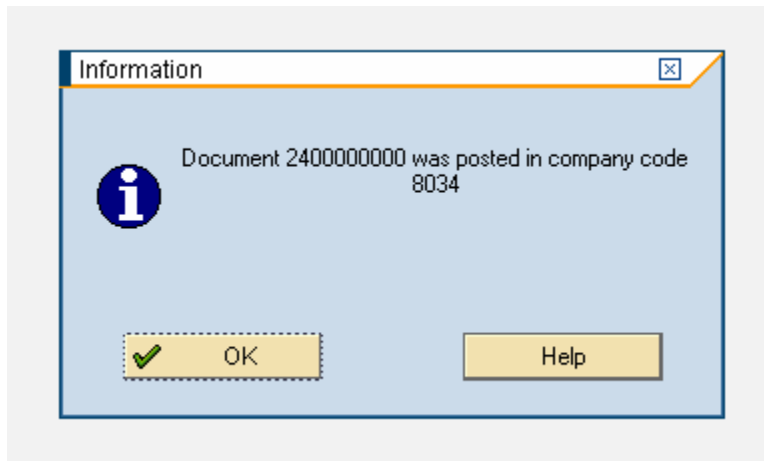 Information
Document 2400000000 was posted in company code
8034
OK
Help